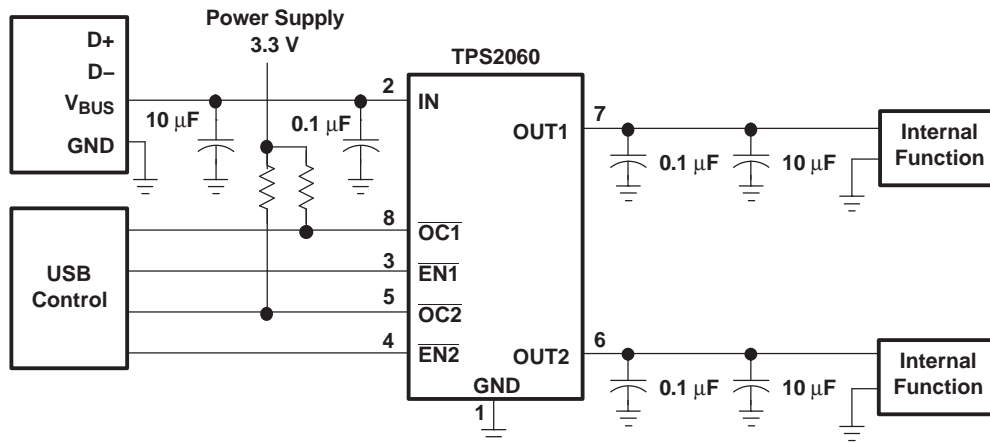 Power Supply
3.3 V
D+
D−
V_BUS
GND
10 μF
0.1 μF
TPS2060
2
IN
8
OC1
3
EN1
5
OC2
4
EN2
GND
1
OUT1
7
0.1 μF
10 μF
Internal
Function
OUT2
6
0.1 μF
10 μF
Internal
Function
USB
Control